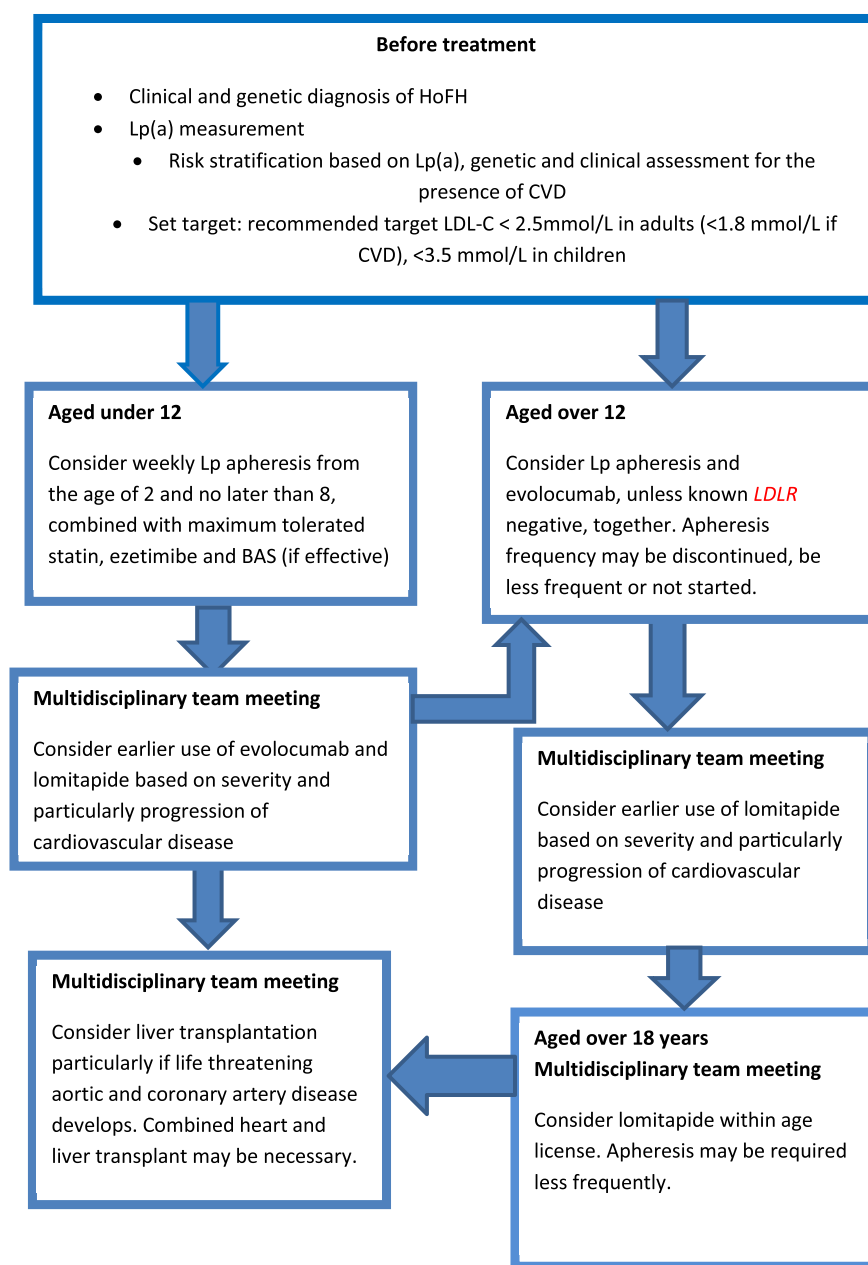 Before treatment
• Clinical and genetic diagnosis of HoFH
• Lp(a) measurement
• Risk stratification based on Lp(a), genetic and clinical assessment for the
presence of CVD
• Set target: recommended target LDL-C < 2.5mmol/L in adults (<1.8 mmol/L if
CVD), <3.5 mmol/L in children
Aged under 12
Consider weekly Lp apheresis from
the age of 2 and no later than 8,
combined with maximum tolerated
statin, ezetimibe and BAS (if effective)
Aged over 12
Consider Lp apheresis and
evolocumab, unless known LDLR
negative, together. Apheresis
frequency may be discontinued, be
less frequent or not started.
Multidisciplinary team meeting
Consider earlier use of evolocumab and
lomitapide based on severity and
particularly progression of
cardiovascular disease
Multidisciplinary team meeting
Consider earlier use of lomitapide
based on severity and particularly
progression of cardiovascular
disease
Multidisciplinary team meeting
Consider liver transplantation
particularly if life threatening
aortic and coronary artery disease
develops. Combined heart and
liver transplant may be necessary.
Aged over 18 years
Multidisciplinary team meeting
Consider lomitapide within age
license. Apheresis may be required
less frequently.